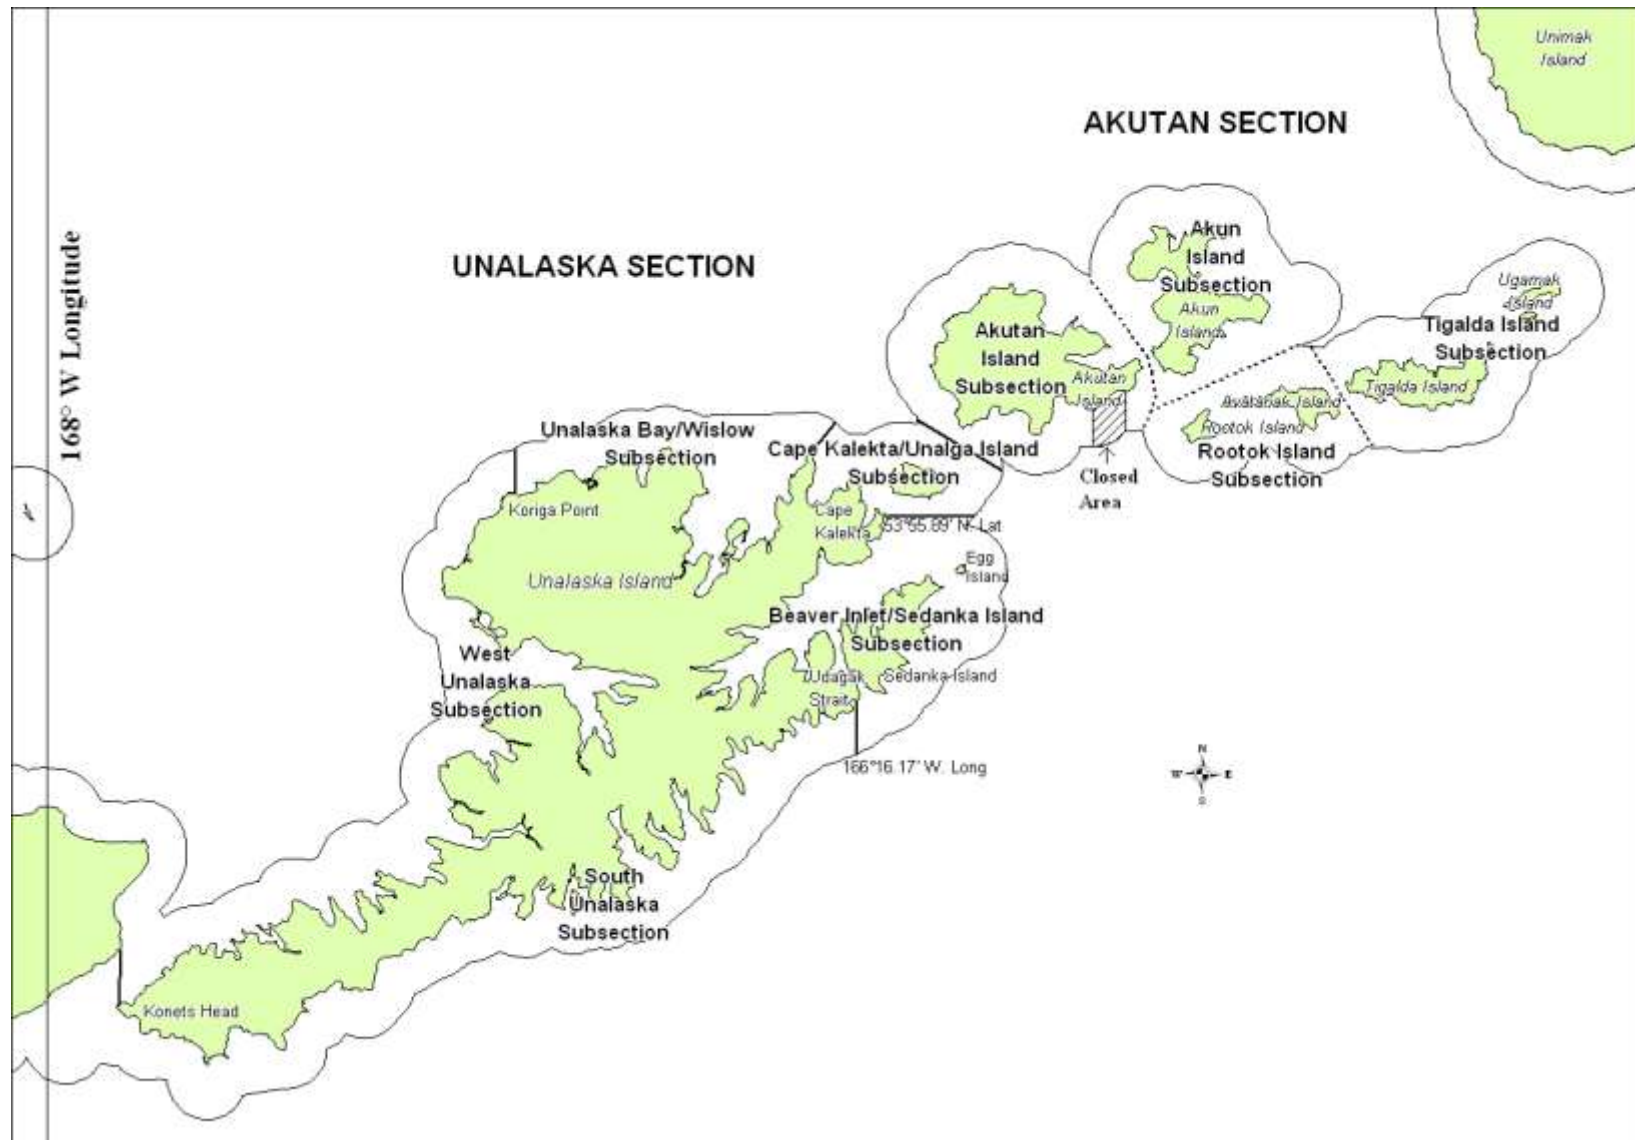 Unimak
Island
AKUTAN SECTION
168° W Longitude
UNALASKA SECTION
Akun
Island
Subsection
Akun
Island
Ugamak
Island
Tigalda Island
Subsection
Tigalda Island
Akutan
Island
Subsection
Akutan
Island
Avatanak Island
Rootok Island
Rootok Island
Subsection
Closed
Area
Unalaska Bay/Wislow
Subsection
Cape Kalekta/Unalga Island
Subsection
Koriga Point
Cape
Kalekta
53°55.89' N. Lat
Egg
Island
Unalaska Island
Beaver Inlet/Sedanka Island
Subsection
Udagak
Strait
Sedanka Island
West
Unalaska
Subsection
166°16.17' W. Long
N
W
E
S
South
Unalaska
Subsection
Konets Head